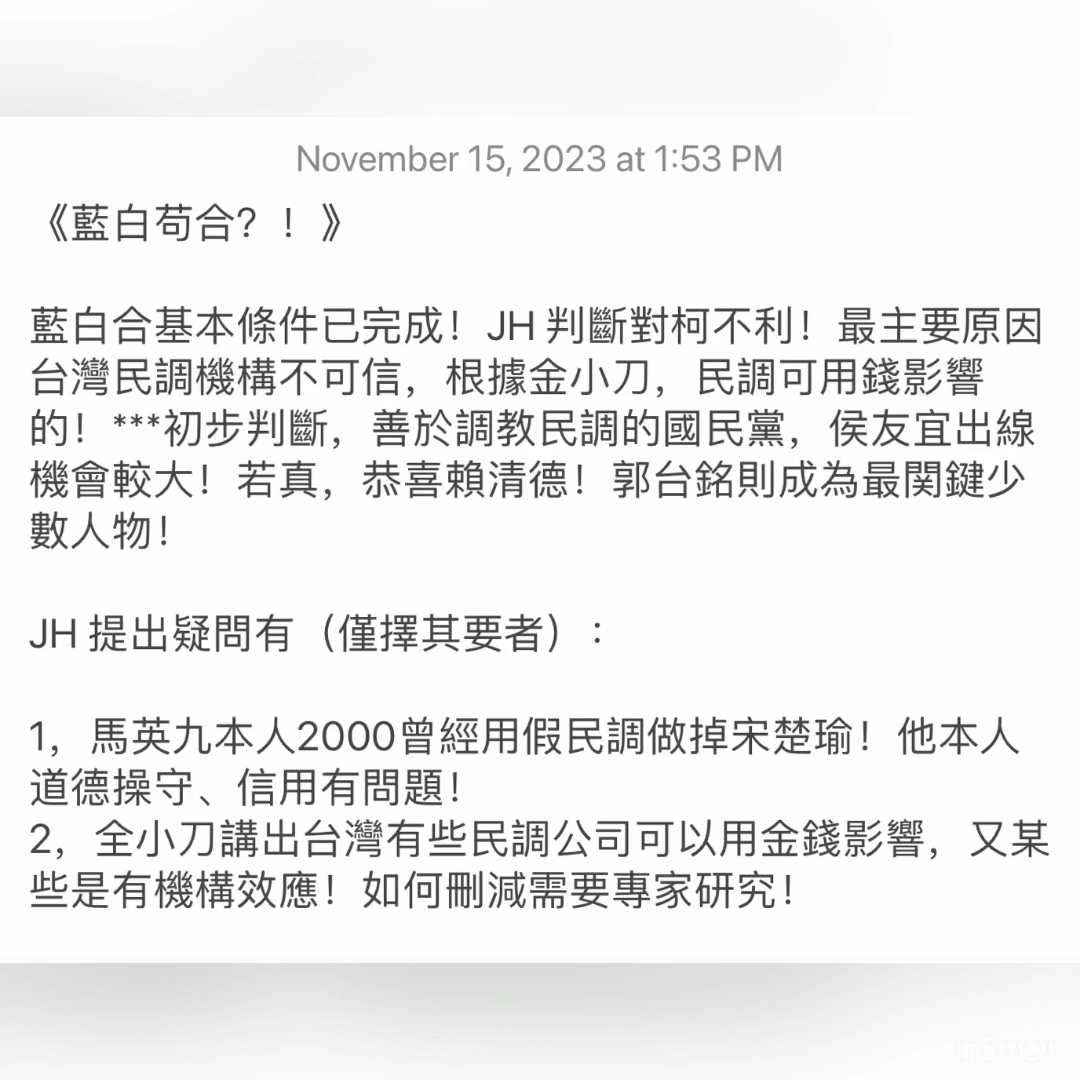 November 15, 2023 at 1:53 PM
《藍白苟合？！》
藍白合基本條件已完成！JH 判斷對柯不利！最主要原因
台灣民調機構不可信，根據金小刀，民調可用錢影響
的！***初步判斷，善於調教民調的國民黨，侯友宜出線
機會較大！若真，恭喜賴清德！郭台銘則成為最関鍵少
數人物！
JH 提出疑問有（僅擇其要者）：
1，馬英九本人2000曾經用假民調做掉宋楚瑜！他本人
道德操守、信用有問題！
2，全小刀講出台灣有些民調公司可以用金錢影響，又某
些是有機構效應！如何刪減需要專家研究！
InShOt